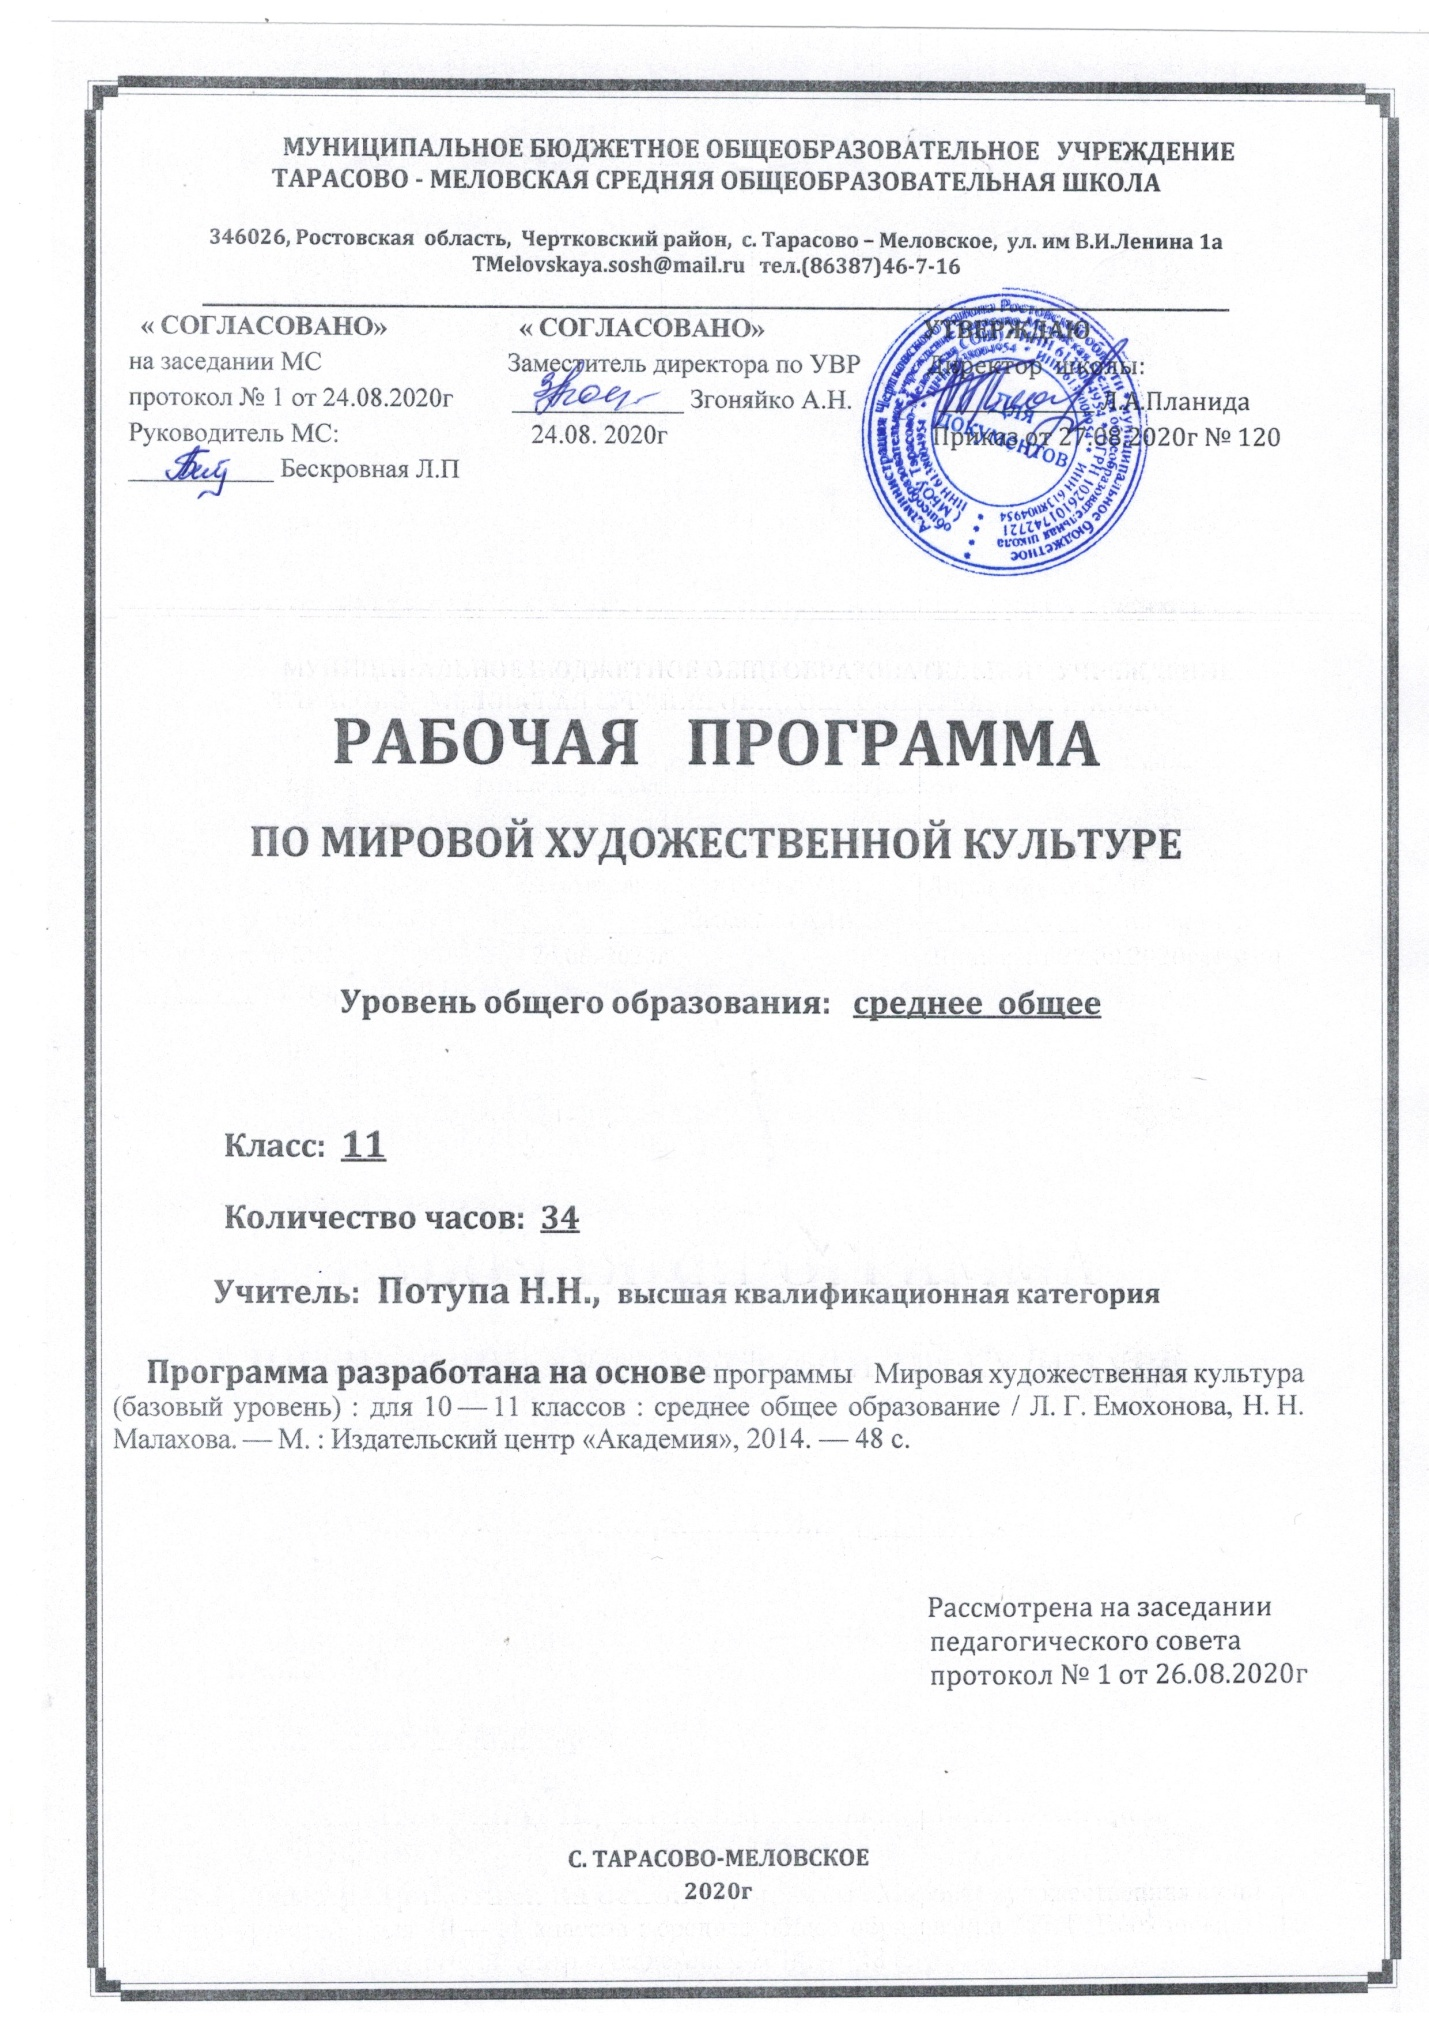 МУНИЦИПАЛЬНОЕ БЮДЖЕТНОЕ ОБЩЕОБРАЗОВАТЕЛЬНОЕ УЧРЕЖДЕНИЕ
ТАРАСОВО - МЕЛОВСКАЯ СРЕДНЯЯ ОБЩЕОБРАЗОВАТЕЛЬНАЯ ШКОЛА
346026, Ростовская область, Чертковский район, с. Тарасово – Меловское, ул. им В.И.Ленина 1а
TMelovskaya.sosh@mail.ru тел.(86387)46-7-16
« СОГЛАСОВАНО»
на заседании МС
протокол № 1 от 24.08.2020г
Руководитель МС:
Бескровная Л.П
« СОГЛАСОВАНО»
Заместитель директора по УВР
Згоняйко А.Н.
24.08. 2020г
УТВЕРЖДАЮ
Директор школы:
Л.А.Планида
Приказ от 27.08.2020г № 120
ДЛЯ
ДОКУМЕНТОВ
РАБОЧАЯ ПРОГРАММА
ПО МИРОВОЙ ХУДОЖЕСТВЕННОЙ КУЛЬТУРЕ
Уровень общего образования: среднее общее
Класс: 11
Количество часов: 34
Учитель: Потупа Н.Н., высшая квалификационная категория
Программа разработана на основе программы Мировая художественная культура
(базовый уровень) : для 10 — 11 классов : среднее общее образование / Л. Г. Емохонова, Н. Н.
Малахова. — М. : Издательский центр «Академия», 2014. — 48 с.
Рассмотрена на заседании
педагогического совета
протокол № 1 от 26.08.2020г
С. ТАРАСОВО-МЕЛОВСКОЕ
2020г